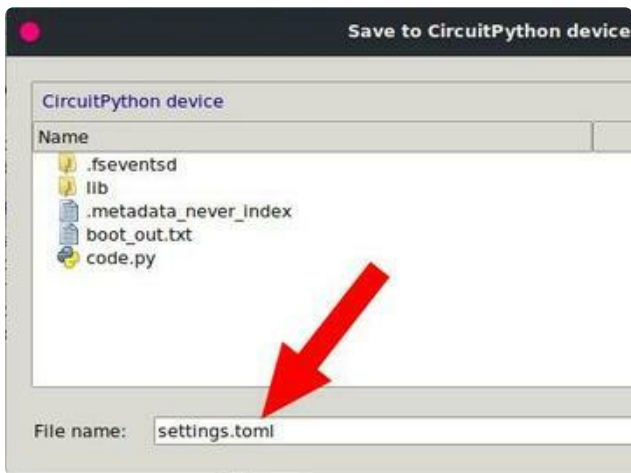 Save to CircuitPython device
CircuitPython device
Name
.fseventsd
lib
.metadata_never_index
boot_out.txt
code.py
File name: settings.toml